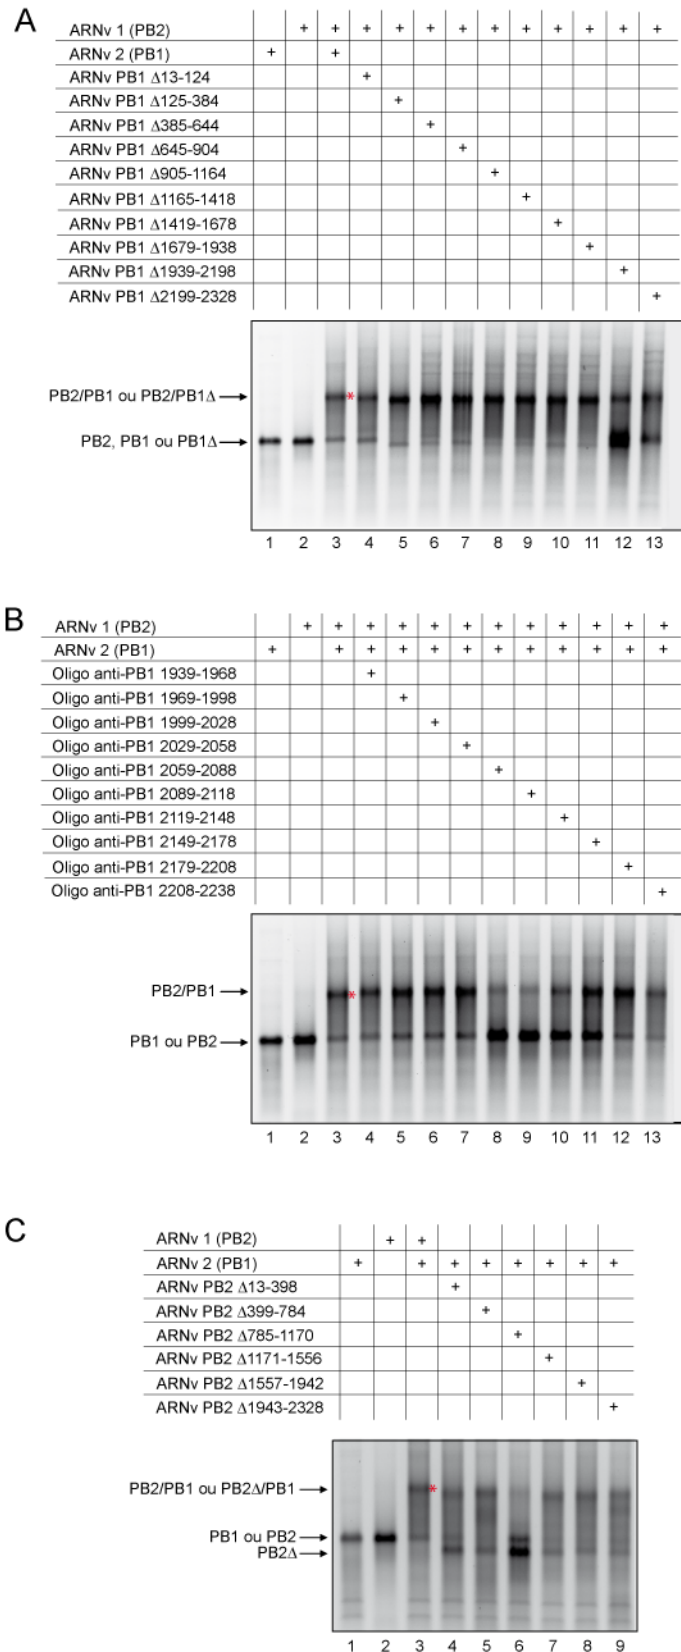 A
ARNv 1 (PB2) + + + + + + + + + + + +
ARNv 2 (PB1) + +
ARNv PB1 Δ13-124 +
ARNv PB1 Δ125-384 +
ARNv PB1 Δ385-644 +
ARNv PB1 Δ645-904 +
ARNv PB1 Δ905-1164 +
ARNv PB1 Δ1165-1418 +
ARNv PB1 Δ1419-1678 +
ARNv PB1 Δ1679-1938 +
ARNv PB1 Δ1939-2198 +
ARNv PB1 Δ2199-2328 +
PB2/PB1 ou PB2/PB1Δ *
PB2, PB1 ou PB1Δ
1 2 3 4 5 6 7 8 9 10 11 12 13
B
ARNv 1 (PB2) + + + + + + + + + + + +
ARNv 2 (PB1) + + + + + + + + + + + +
Oligo anti-PB1 1939-1968 +
Oligo anti-PB1 1969-1998 +
Oligo anti-PB1 1999-2028 +
Oligo anti-PB1 2029-2058 +
Oligo anti-PB1 2059-2088 +
Oligo anti-PB1 2089-2118 +
Oligo anti-PB1 2119-2148 +
Oligo anti-PB1 2149-2178 +
Oligo anti-PB1 2179-2208 +
Oligo anti-PB1 2208-2238 +
PB2/PB1 *
PB1 ou PB2
1 2 3 4 5 6 7 8 9 10 11 12 13
C
ARNv 1 (PB2) + +
ARNv 2 (PB1) + + + + + + + +
ARNv PB2 Δ13-398 +
ARNv PB2 Δ399-784 +
ARNv PB2 Δ785-1170 +
ARNv PB2 Δ1171-1556 +
ARNv PB2 Δ1557-1942 +
ARNv PB2 Δ1943-2328 +
PB2/PB1 ou PB2Δ/PB1 *
PB1 ou PB2
PB2Δ
1 2 3 4 5 6 7 8 9